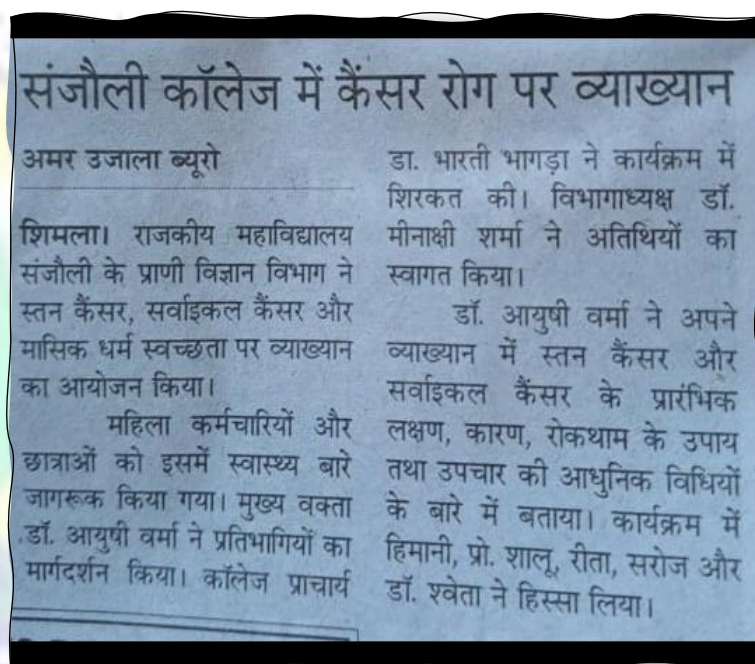 संजौली कॉलेज में कैंसर रोग पर व्याख्यान
अमर उजाला ब्यूरो
शिमला। राजकीय महाविद्यालय
संजौली के प्राणी विज्ञान विभाग ने
स्तन कैंसर, सर्वाइकल कैंसर और
मासिक धर्म स्वच्छता पर व्याख्यान
का आयोजन किया।
महिला कर्मचारियों और
छात्राओं को इसमें स्वास्थ्य बारे
जागरूक किया गया। मुख्य वक्ता
डॉ. आयुषी वर्मा ने प्रतिभागियों का
मार्गदर्शन किया। कॉलेज प्राचार्य
डा. भारती भागड़ा ने कार्यक्रम में
शिरकत की। विभागाध्यक्ष डॉ.
मीनाक्षी शर्मा ने अतिथियों का
स्वागत किया।
डॉ. आयुषी वर्मा ने अपने
व्याख्यान में स्तन कैंसर और
सर्वाइकल कैंसर के प्रारंभिक
लक्षण, कारण, रोकथाम के उपाय
तथा उपचार की आधुनिक विधियों
के बारे में बताया। कार्यक्रम में
हिमानी, प्रो. शालू, रीता, सरोज और
डॉ. श्वेता ने हिस्सा लिया।